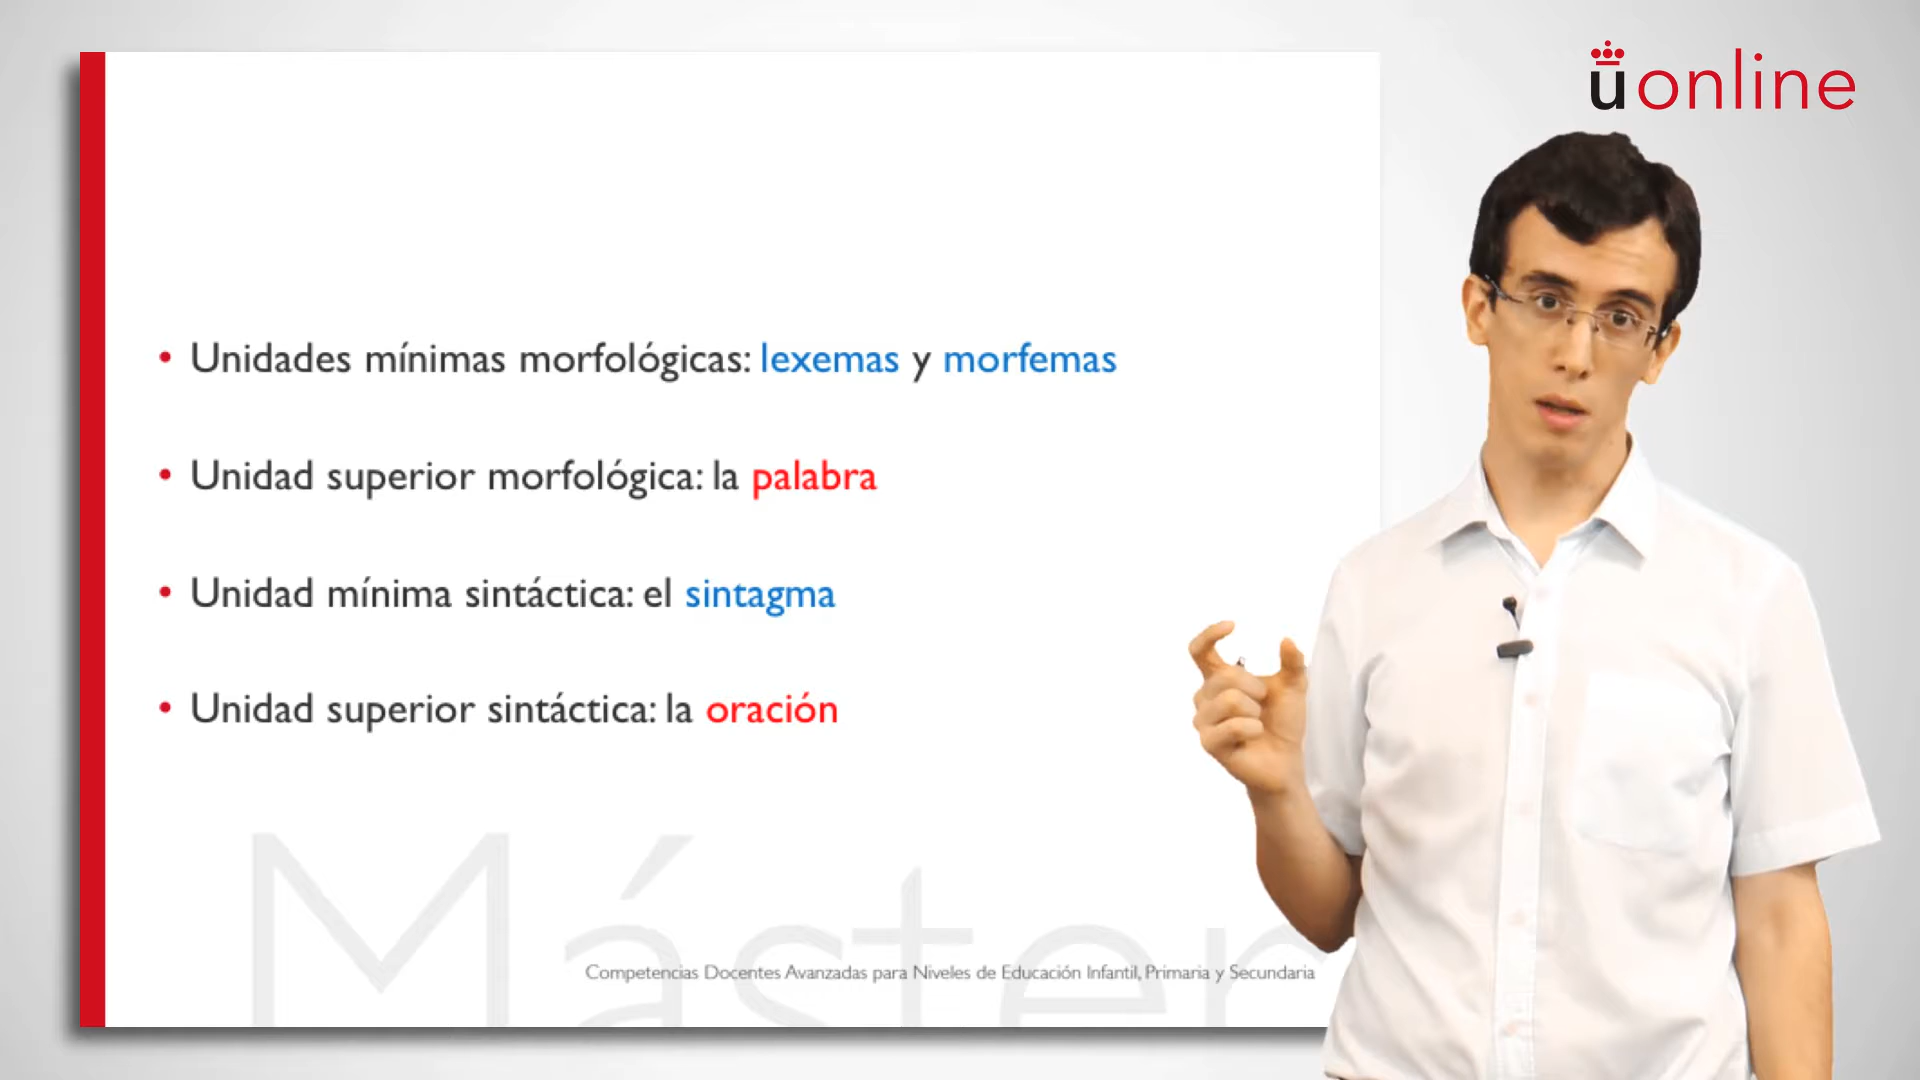 uonline
• Unidades mínimas morfológicas: lexemas y morfemas
• Unidad superior morfológica: la palabra
• Unidad mínima sintáctica: el sintagma
• Unidad superior sintáctica: la oración
Máster
Competencias Docentes Avanzadas para Niveles de Educación Infantil, Primaria y Secundaria